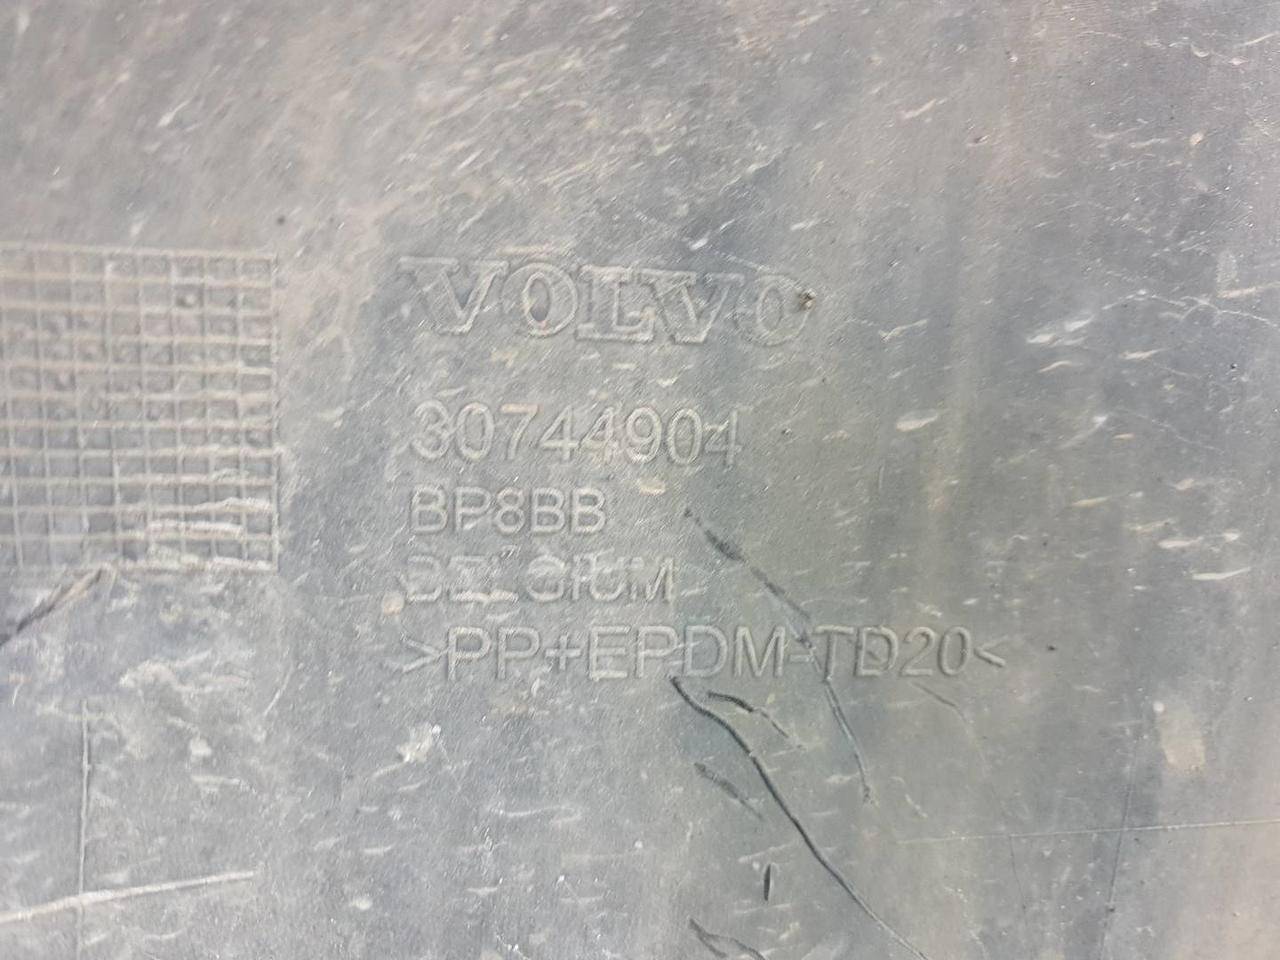 VOLVO
30744904
BP8BB
BELGIUM
>PP+EPDM-TD20<